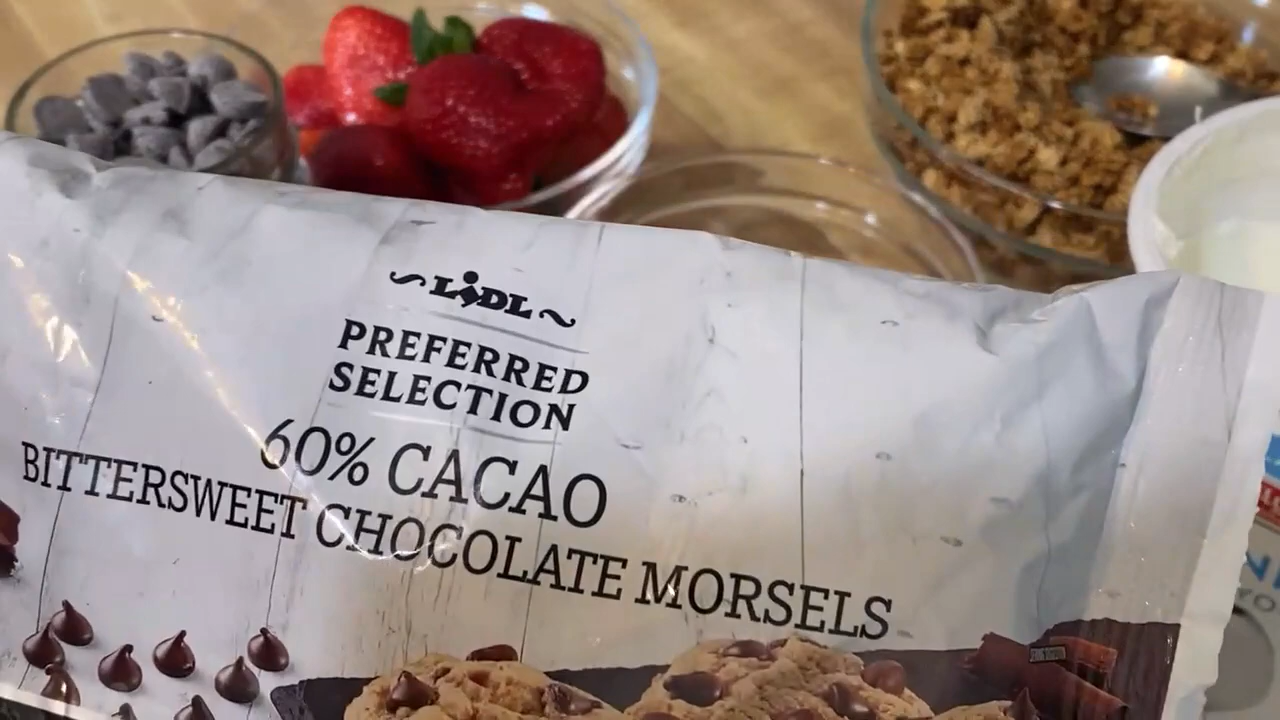 LIDL
PREFERRED
SELECTION
60% CACAO
BITTERSWEET CHOCOLATE MORSELS